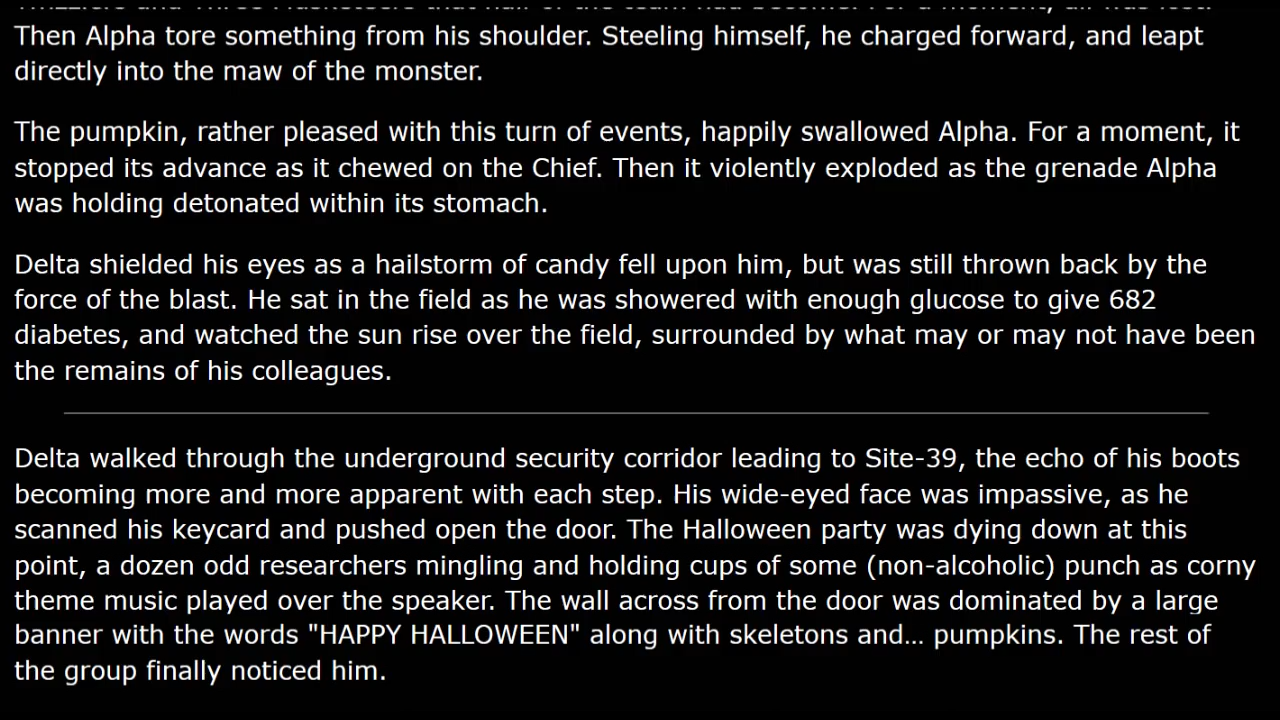 Then Alpha tore something from his shoulder. Steeling himself, he charged forward, and leapt
directly into the maw of the monster.
The pumpkin, rather pleased with this turn of events, happily swallowed Alpha. For a moment, it
stopped its advance as it chewed on the Chief. Then it violently exploded as the grenade Alpha
was holding detonated within its stomach.
Delta shielded his eyes as a hailstorm of candy fell upon him, but was still thrown back by the
force of the blast. He sat in the field as he was showered with enough glucose to give 682
diabetes, and watched the sun rise over the field, surrounded by what may or may not have been
the remains of his colleagues.
Delta walked through the underground security corridor leading to Site-39, the echo of his boots
becoming more and more apparent with each step. His wide-eyed face was impassive, as he
scanned his keycard and pushed open the door. The Halloween party was dying down at this
point, a dozen odd researchers mingling and holding cups of some (non-alcoholic) punch as corny
theme music played over the speaker. The wall across from the door was dominated by a large
banner with the words "HAPPY HALLOWEEN" along with skeletons and… pumpkins. The rest of
the group finally noticed him.